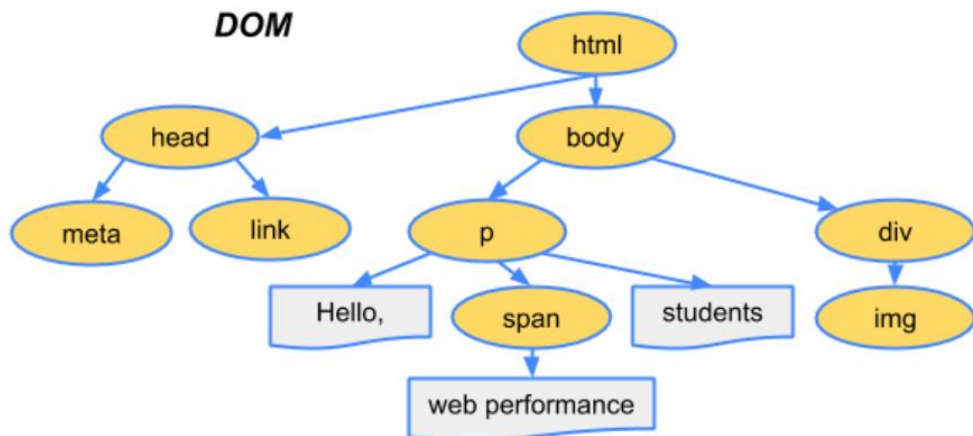 DOM
html
head
body
meta
link
p
div
Hello,
span
students
img
web performance